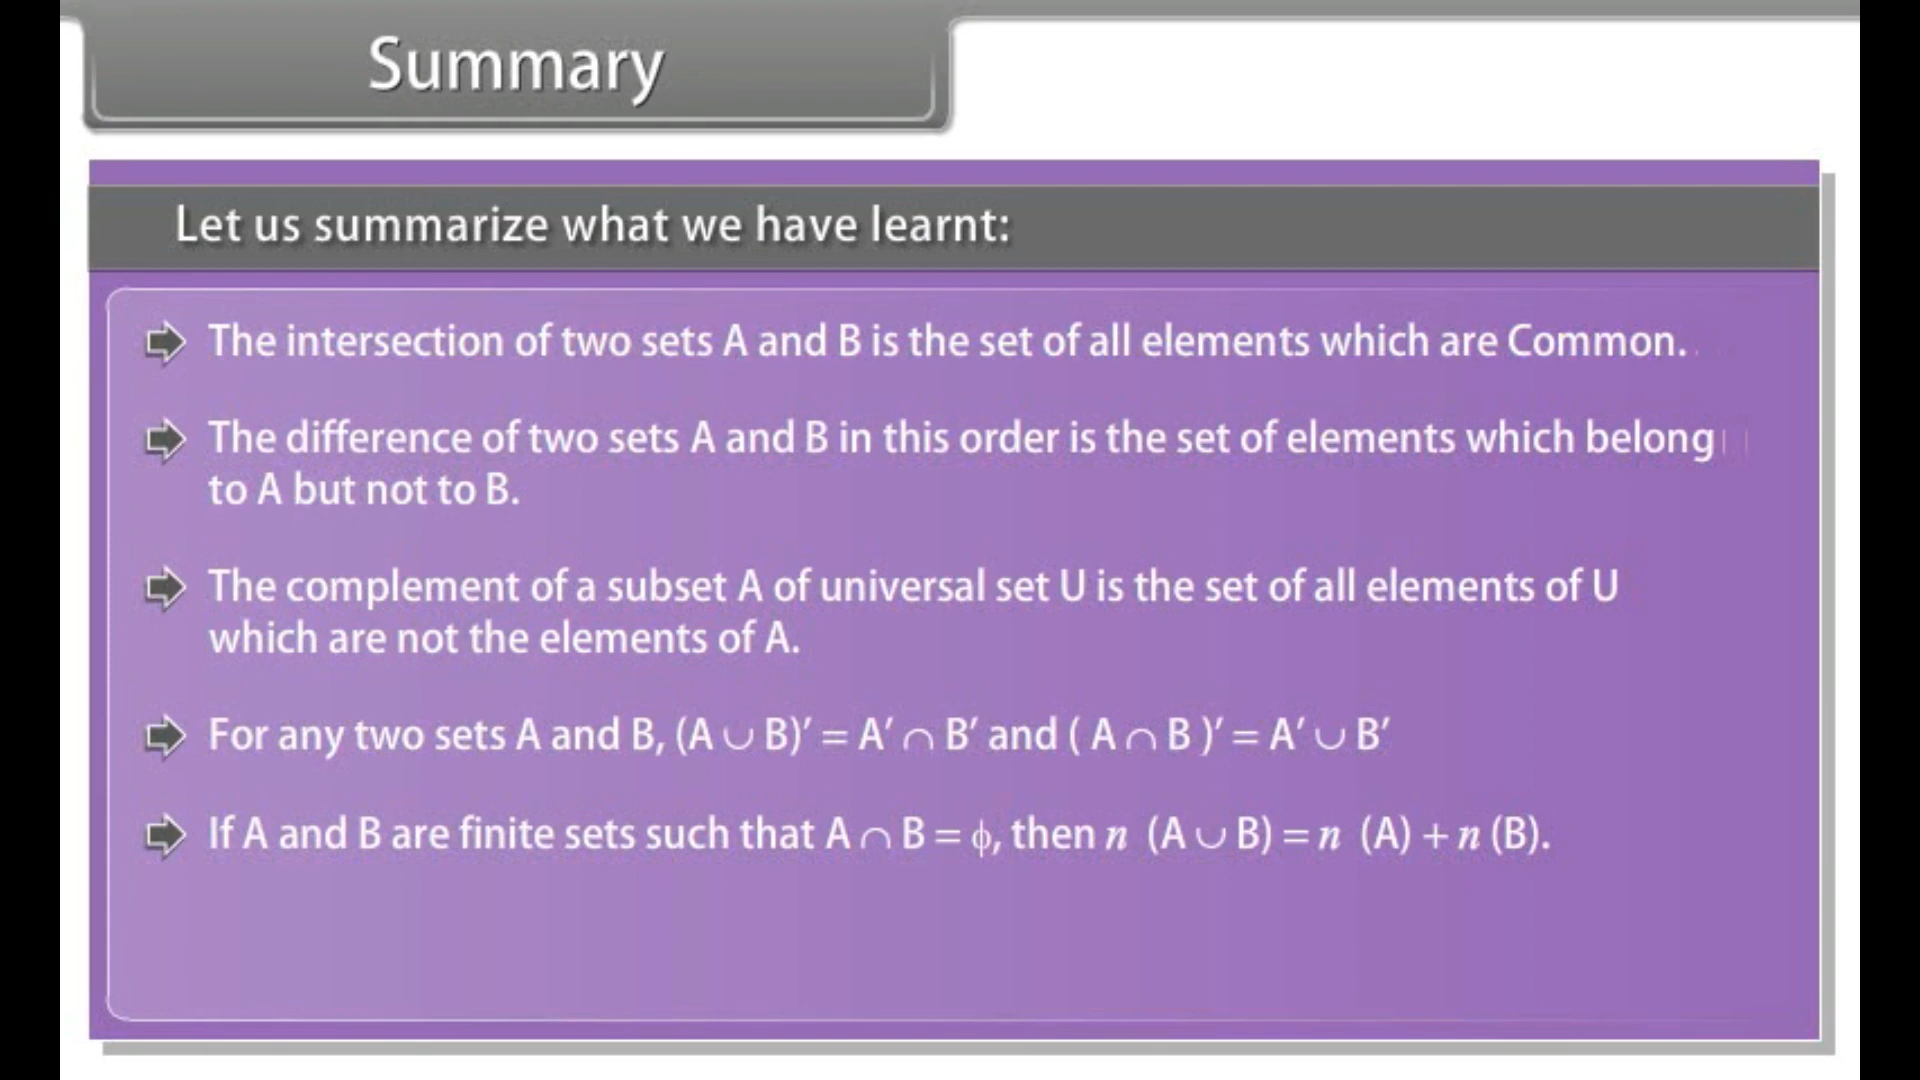 Summary
Let us summarize what we have learnt:
The intersection of two sets A and B is the set of all elements which are Common.
The difference of two sets A and B in this order is the set of elements which belong
to A but not to B.
The complement of a subset A of universal set U is the set of all elements of U
which are not the elements of A.
For any two sets A and B, (A ∪ B)′ = A′ ∩ B′ and ( A ∩ B )′ = A′ ∪ B′
If A and B are finite sets such that A ∩ B = ϕ, then n (A ∪ B) = n (A) + n (B).